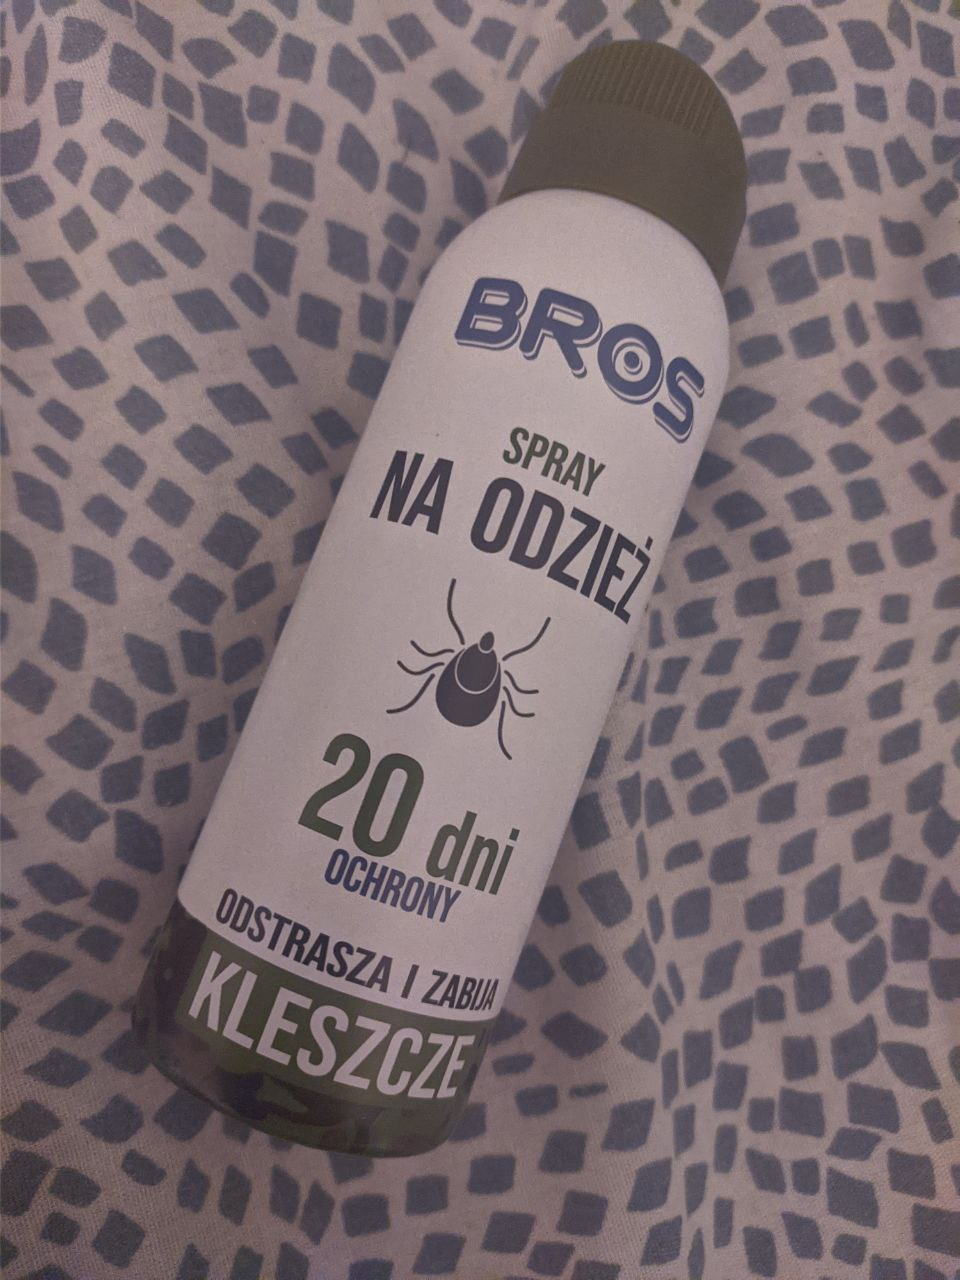 BROS
SPRAY
NA ODZIEŻ
20 dni
OCHRONY
ODSTRASZA I ZABIJA
KLESZCZE